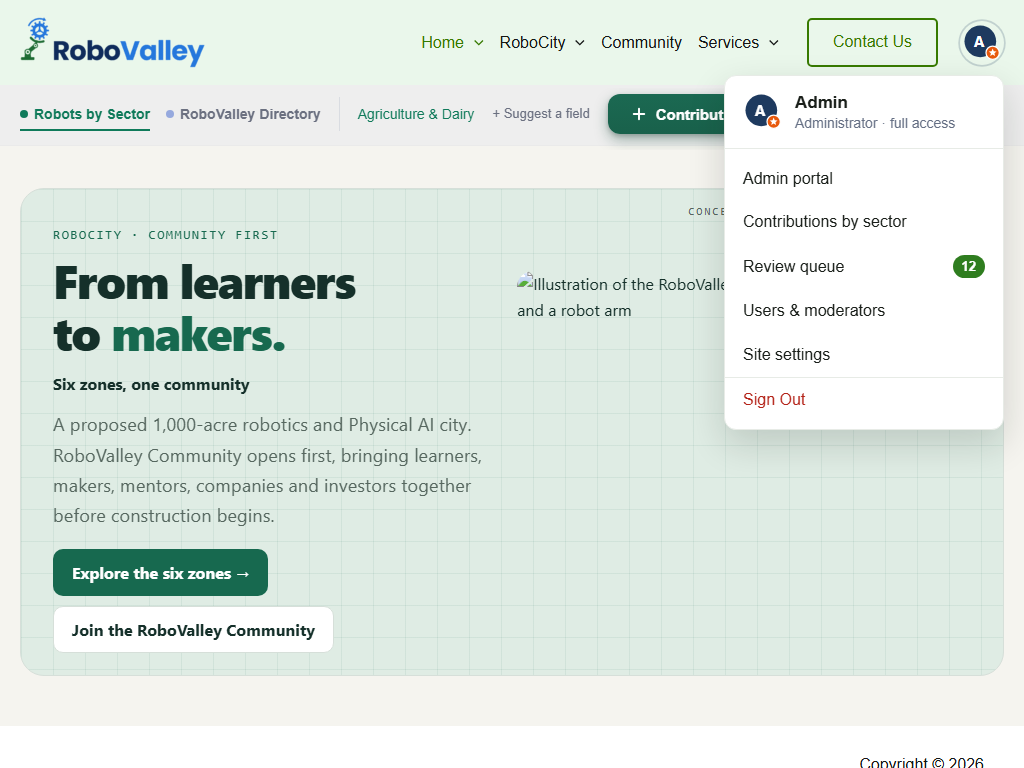 RoboValley
Home
RoboCity
Community
Services
Contact Us
A
Robots by Sector
RoboValley Directory
Agriculture & Dairy
+ Suggest a field
+ Contribut
A
Admin
Administrator · full access
Admin portal
Contributions by sector
Review queue
12
Users & moderators
Site settings
Sign Out
ROBOCITY · COMMUNITY FIRST
From learners
to makers.
Six zones, one community
A proposed 1,000-acre robotics and Physical AI city.
RoboValley Community opens first, bringing learners,
makers, mentors, companies and investors together
before construction begins.
Explore the six zones →
Join the RoboValley Community
CONCE
Illustration of the RoboValle
and a robot arm
Copyright © 2026